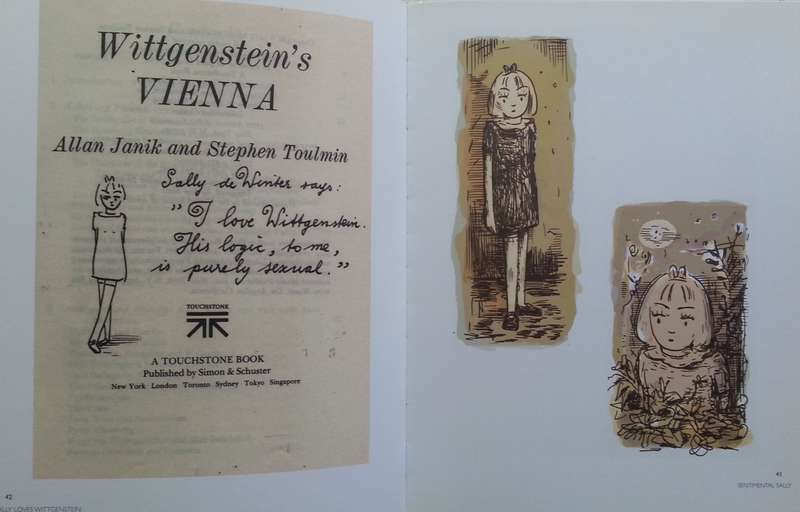 Wittgenstein's
VIENNA
Allan Janik and Stephen Toulmin
Sally de Winter says:
"I love Wittgenstein.
His logic, to me,
is purely sexual."
TOUCHSTONE
A TOUCHSTONE BOOK
Published by Simon & Schuster
New York London Toronto Sydney Tokyo Singapore
42
ALLY LOVES WITTGENSTEIN
43
SENTIMENTAL SALLY